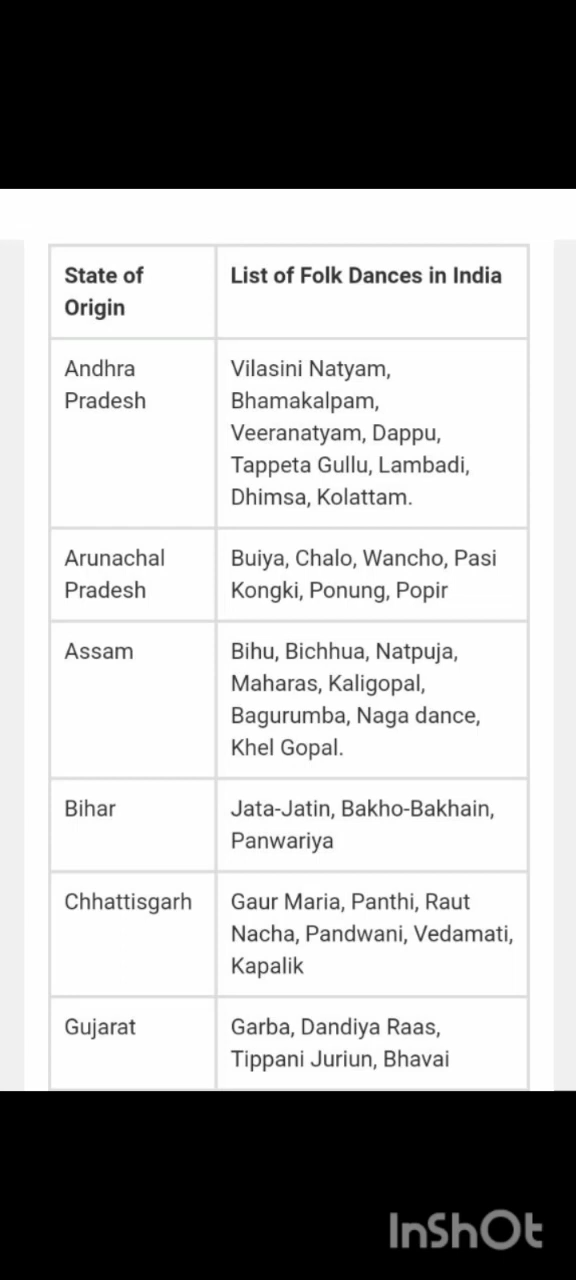 State of
Origin
List of Folk Dances in India
Andhra
Pradesh
Vilasini Natyam,
Bhamakalpam,
Veeranatyam, Dappu,
Tappeta Gullu, Lambadi,
Dhimsa, Kolattam.
Arunachal
Pradesh
Buiya, Chalo, Wancho, Pasi
Kongki, Ponung, Popir
Assam
Bihu, Bichhua, Natpuja,
Maharas, Kaligopal,
Bagurumba, Naga dance,
Khel Gopal.
Bihar
Jata-Jatin, Bakho-Bakhain,
Panwariya
Chhattisgarh
Gaur Maria, Panthi, Raut
Nacha, Pandwani, Vedamati,
Kapalik
Gujarat
Garba, Dandiya Raas,
Tippani Juriun, Bhavai
InShOt